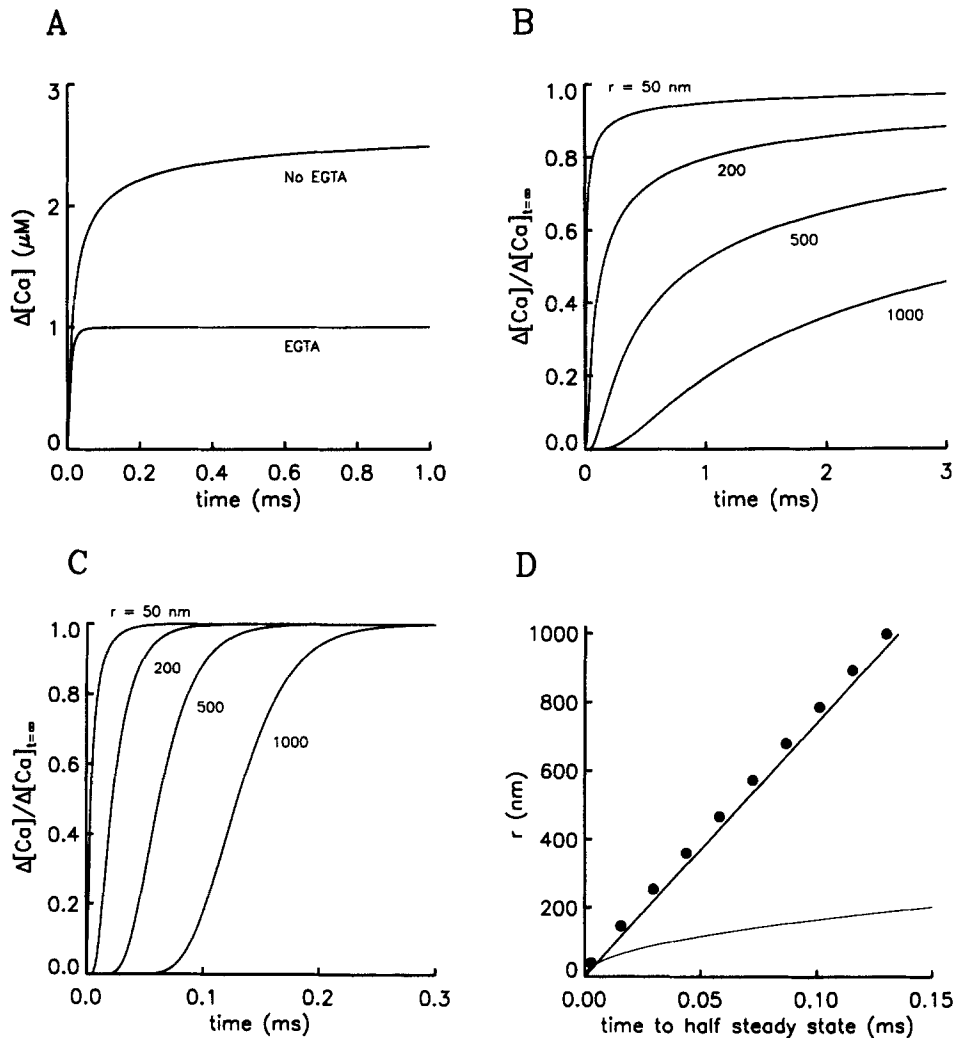 A
Δ[Ca] (μM)
3
2
1
0
No EGTA
EGTA
0.0 0.2 0.4 0.6 0.8 1.0
time (ms)
B
Δ[Ca]/Δ[Ca]t=∞
1.0
0.8
0.6
0.4
0.2
0.0
r = 50 nm
200
500
1000
0 1 2 3
time (ms)
C
Δ[Ca]/Δ[Ca]t=∞
1.0
0.8
0.6
0.4
0.2
0.0
r = 50 nm
200
500
1000
0.0 0.1 0.2 0.3
time (ms)
D
r (nm)
1000
800
600
400
200
0
0.00 0.05 0.10 0.15
time to half steady state (ms)